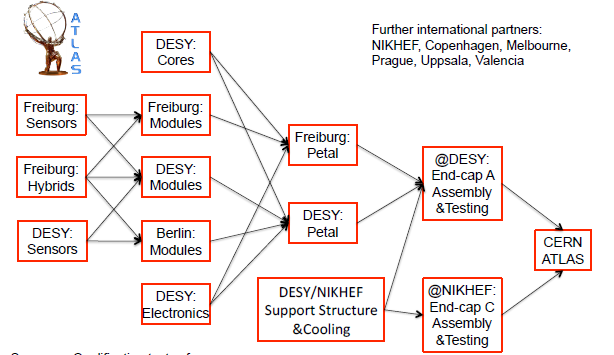 ATLAS
Further international partners:
NIKHEF, Copenhagen, Melbourne,
Prague, Uppsala, Valencia
DESY:
Cores
Freiburg:
Sensors
Freiburg:
Modules
Freiburg:
Petal
Freiburg:
Hybrids
DESY:
Modules
@DESY:
End-cap A
Assembly
&Testing
DESY:
Sensors
Berlin:
Modules
DESY:
Petal
CERN
ATLAS
DESY:
Electronics
DESY/NIKHEF
Support Structure
&Cooling
@NIKHEF:
End-cap C
Assembly
&Testing